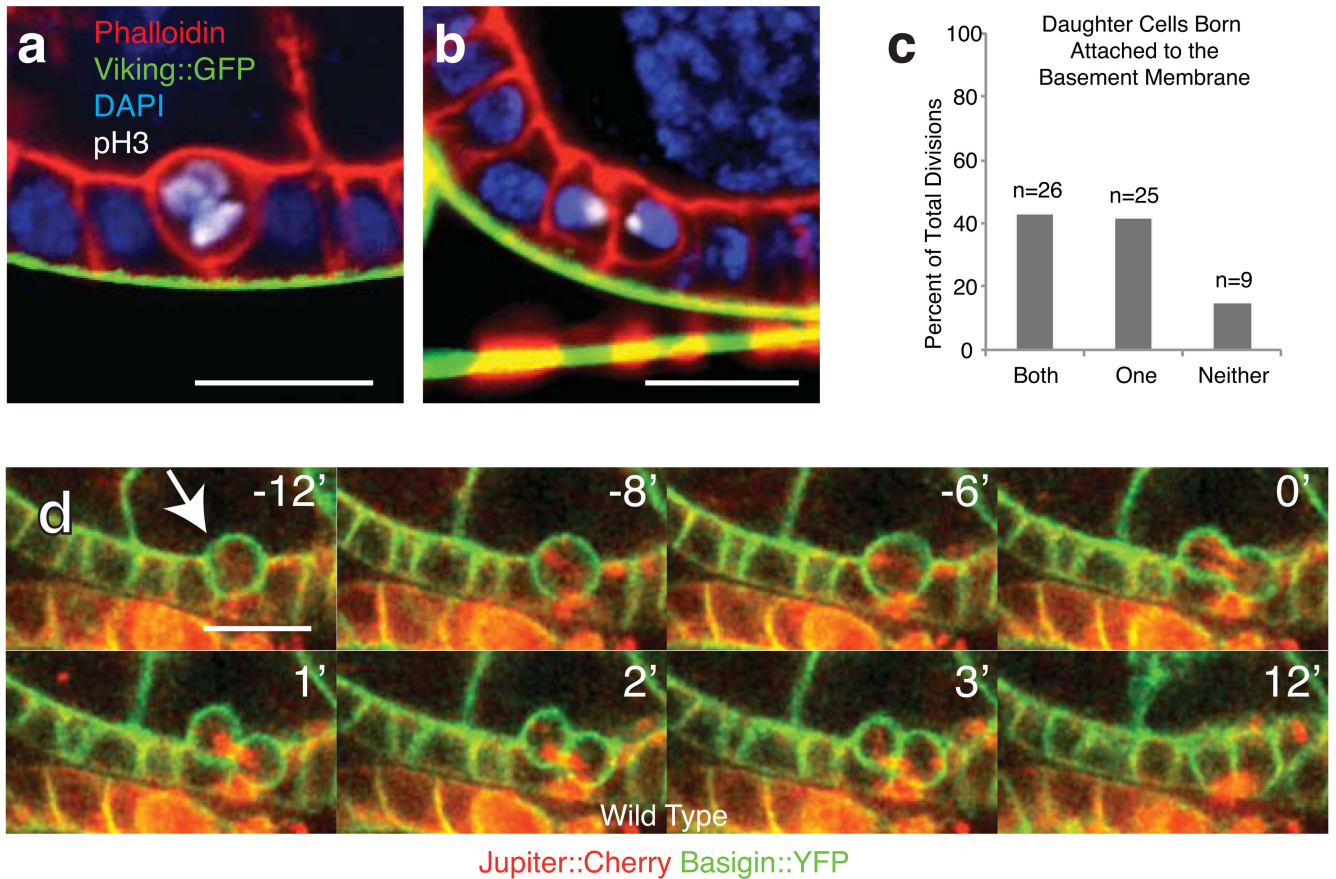 a
Phalloidin
Viking::GFP
DAPI
pH3
b
c
Daughter Cells Born
Attached to the
Basement Membrane
Percent of Total Divisions
100
80
60
40
20
0
n=26
n=25
n=9
Both
One
Neither
d
-12’
-8’
-6’
0’
1’
2’
3’
12’
Wild Type
Jupiter::Cherry Basigin::YFP